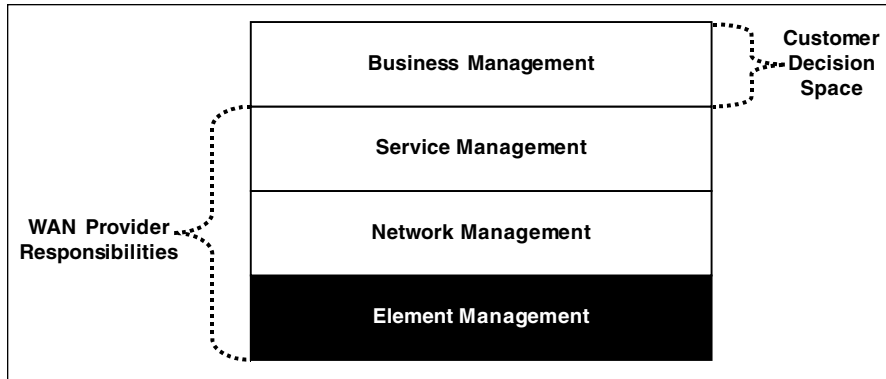 Business Management
Customer
Decision
Space
Service Management
WAN Provider
Responsibilities
Network Management
Element Management